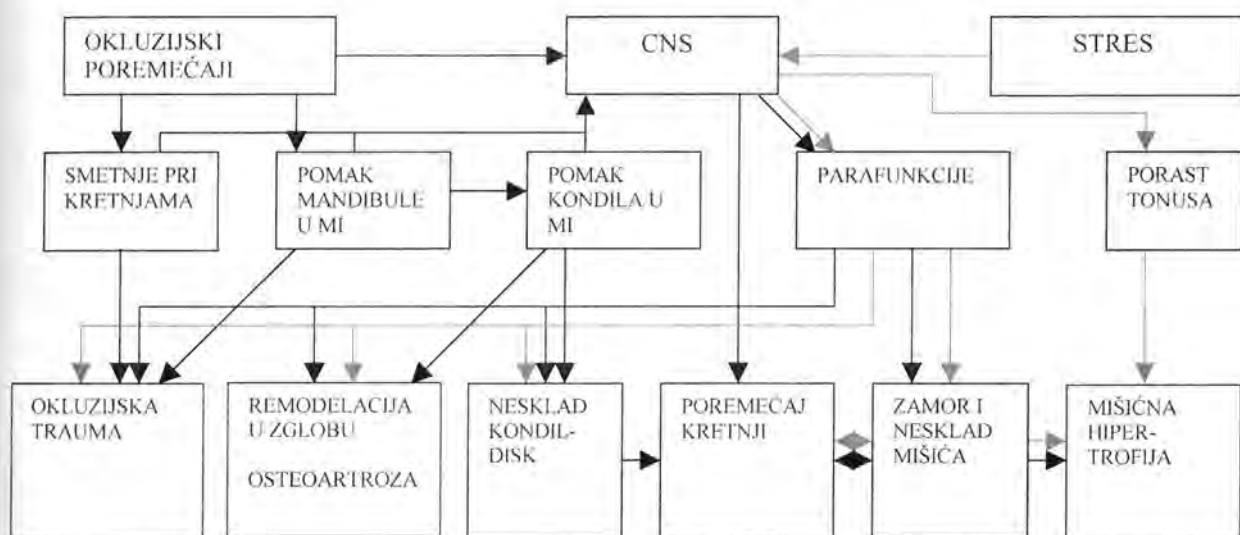 OKLUZIJSKI
POREMEĆAJI
CNS
STRES
SMETNJE PRI
KRETNJAMA
POMAK
MANDIBULE
U MI
POMAK
KONDILA U
MI
PARAFUNKCIJE
PORAST
TONUSA
OKLUZIJSKA
TRAUMA
REMODELACIJA
U ZGLOBU
OSTEOARTROZA
NESKLAD
KONDIL-
DISK
POREMEĆAJ
KRETNJI
ZAMOR I
NESKLAD
MIŠIĆA
MIŠIĆNA
HIPER-
TROFIJA